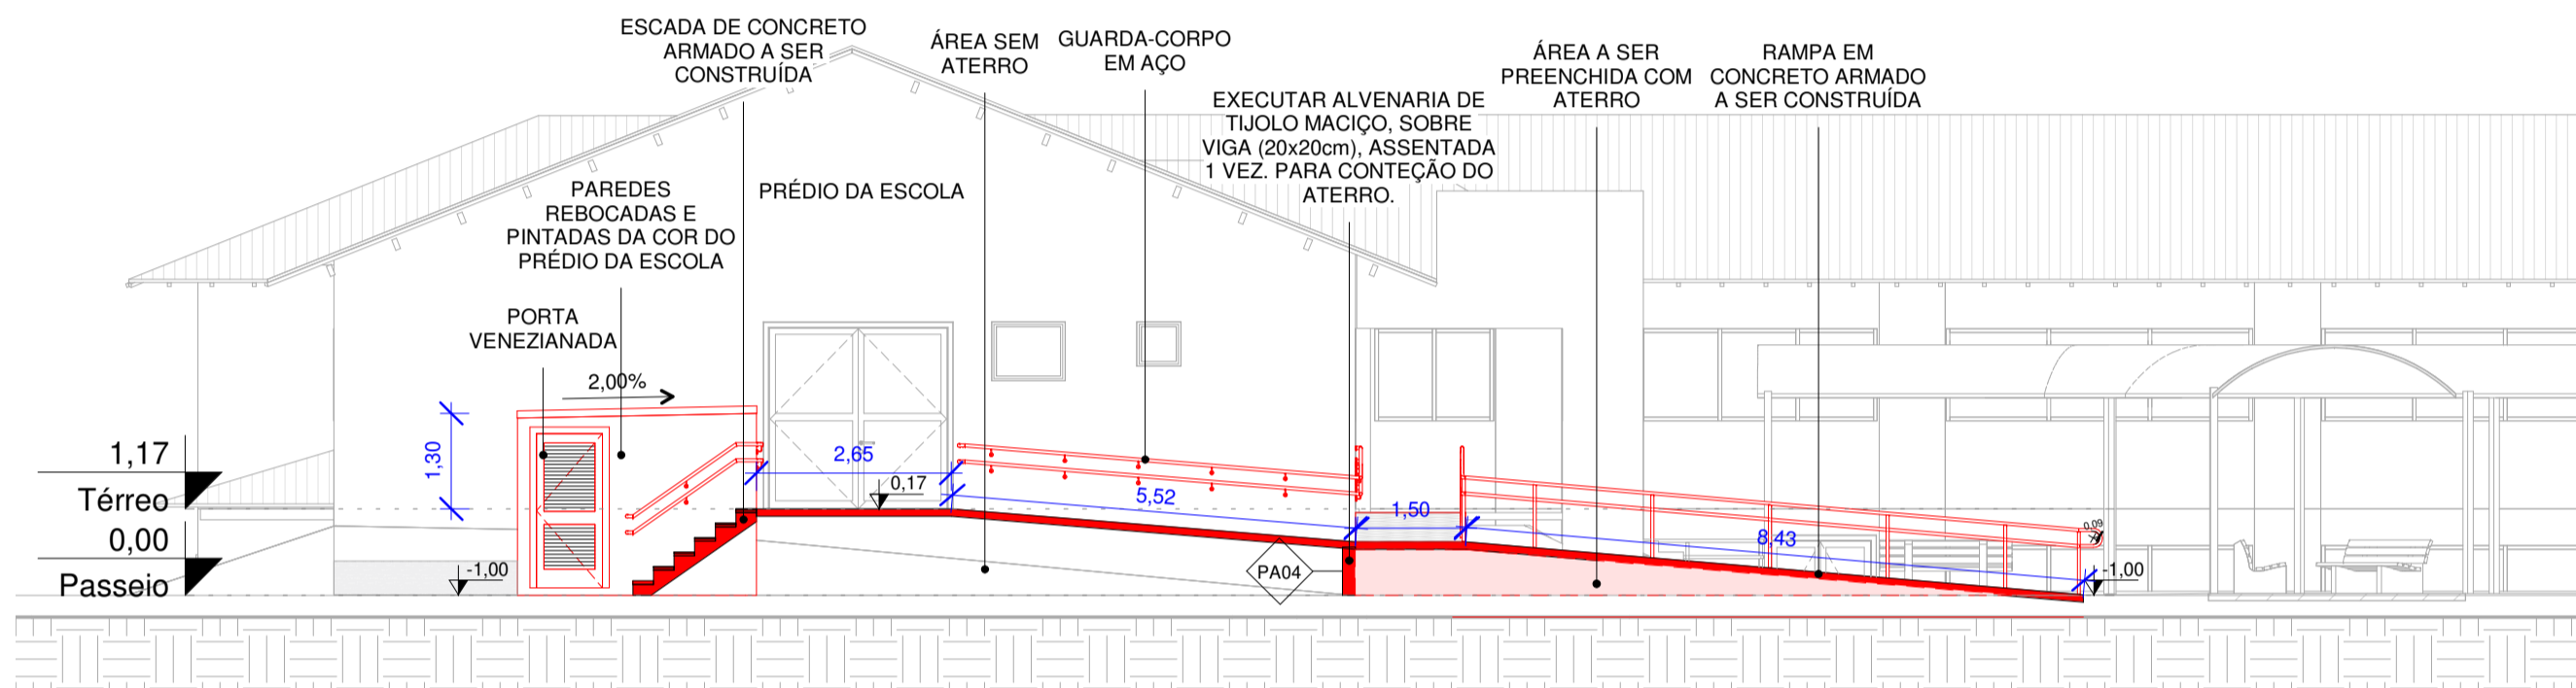 ESCADA DE CONCRETO
ARMADO A SER
CONSTRUÍDA
ÁREA SEM
ATERRO
GUARDA-CORPO
EM AÇO
EXECUTAR ALVENARIA DE
TIJOLO MACIÇO, SOBRE
VIGA (20x20cm), ASSENTADA
1 VEZ. PARA CONTEÇÃO DO
ATERRO.
ÁREA A SER
PREENCHIDA COM
ATERRO
RAMPA EM
CONCRETO ARMADO
A SER CONSTRUÍDA
PAREDES
REBOCADAS E
PINTADAS DA COR DO
PRÉDIO DA ESCOLA
PRÉDIO DA ESCOLA
PORTA
VENEZIANADA
2,00%
1,30
2,65
0,17
5,52
1,50
8,43
0,09
1,17
Térreo
0,00
Passeio
-1,00
PA04
-1,00